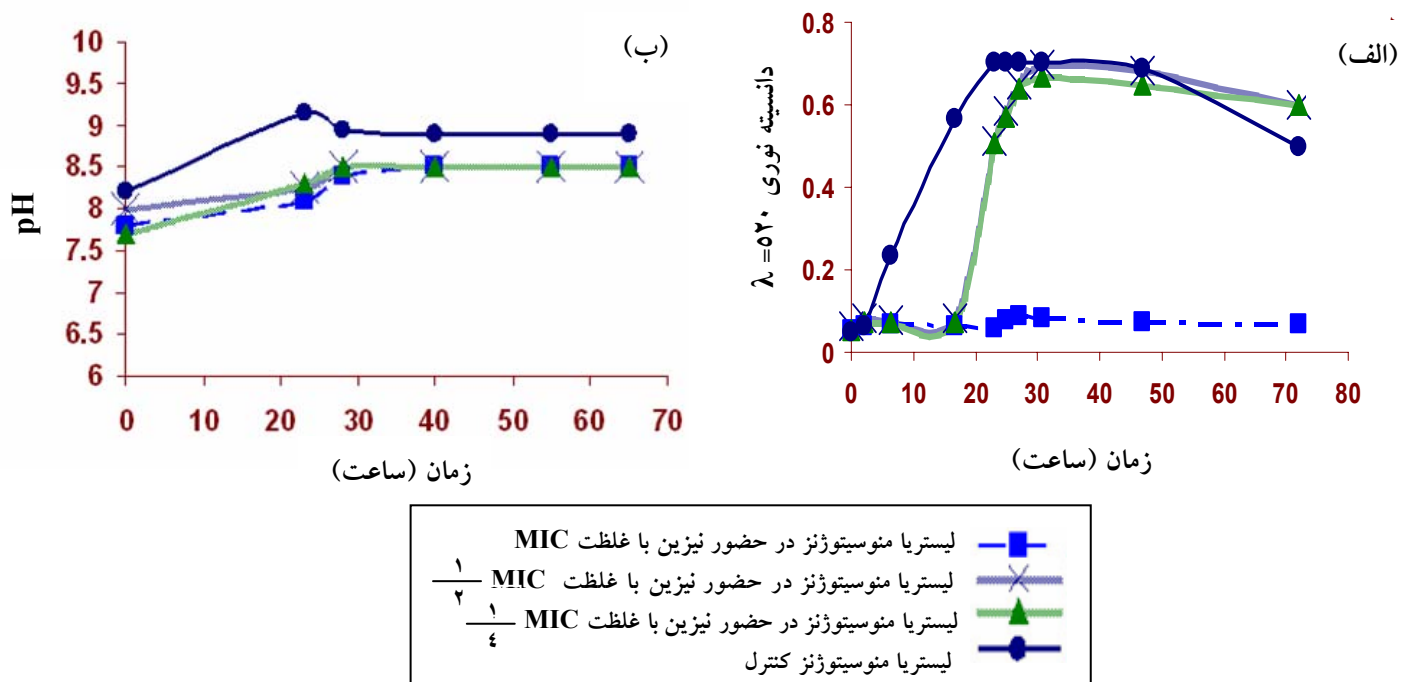 (ب)
pH
10
9.5
9
8.5
8
7.5
7
6.5
6
0 10 20 30 40 50 60 70
زمان (ساعت)
(الف)
دانسیته نوری ۵۲۰= λ
0.8
0.6
0.4
0.2
0
0 10 20 30 40 50 60 70 80
زمان (ساعت)
لیستریا منوسیتوژنز در حضور نیزین با غلظت MIC
لیستریا منوسیتوژنز در حضور نیزین با غلظت MIC ۱/۲
لیستریا منوسیتوژنز در حضور نیزین با غلظت MIC ۱/٤
لیستریا منوسیتوژنز کنترل